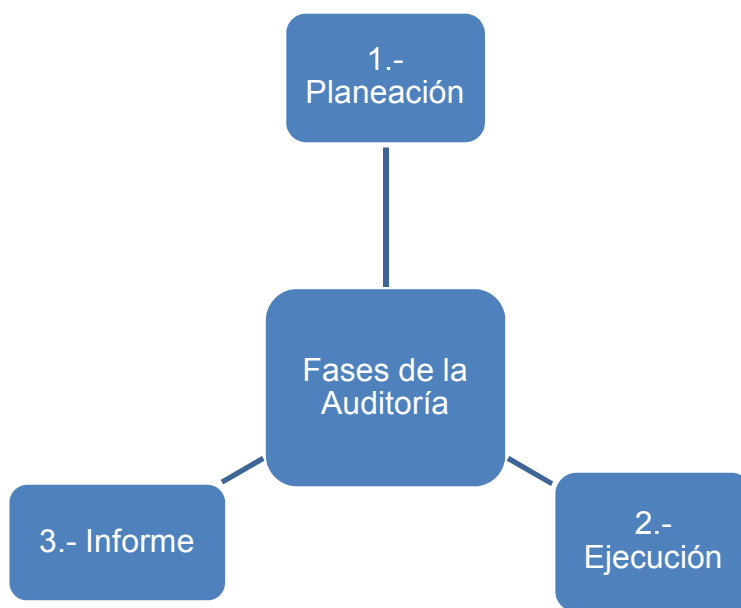 1.-
Planeación
Fases de la
Auditoría
3.- Informe
2.-
Ejecución